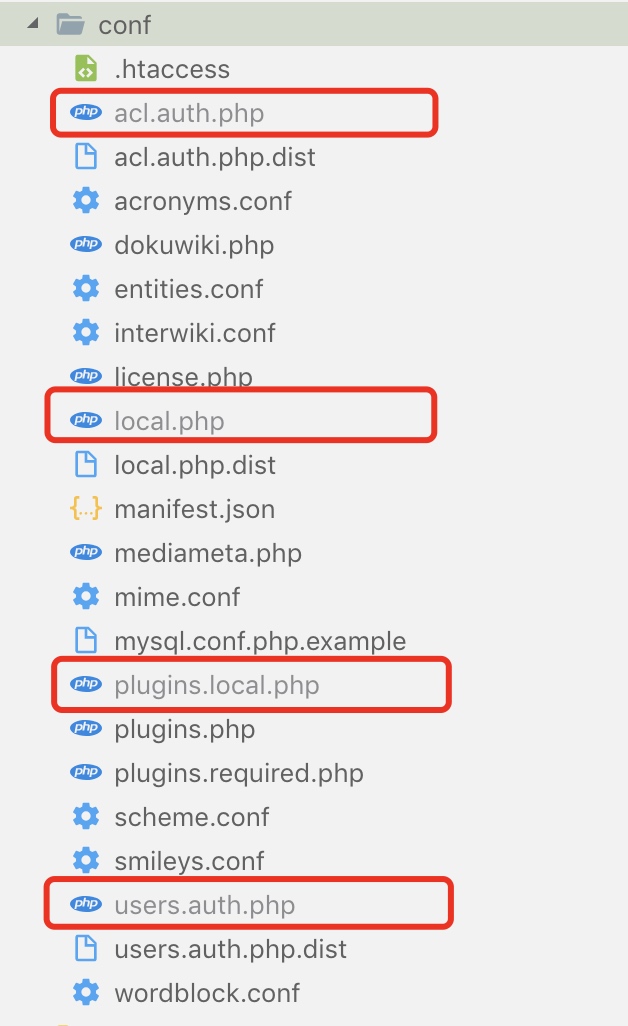 conf
.htaccess
php acl.auth.php
acl.auth.php.dist
acronyms.conf
php dokuwiki.php
entities.conf
interwiki.conf
php license.php
php local.php
local.php.dist
{...} manifest.json
php mediameta.php
mime.conf
mysql.conf.php.example
php plugins.local.php
php plugins.php
php plugins.required.php
scheme.conf
smileys.conf
php users.auth.php
users.auth.php.dist
wordblock.conf